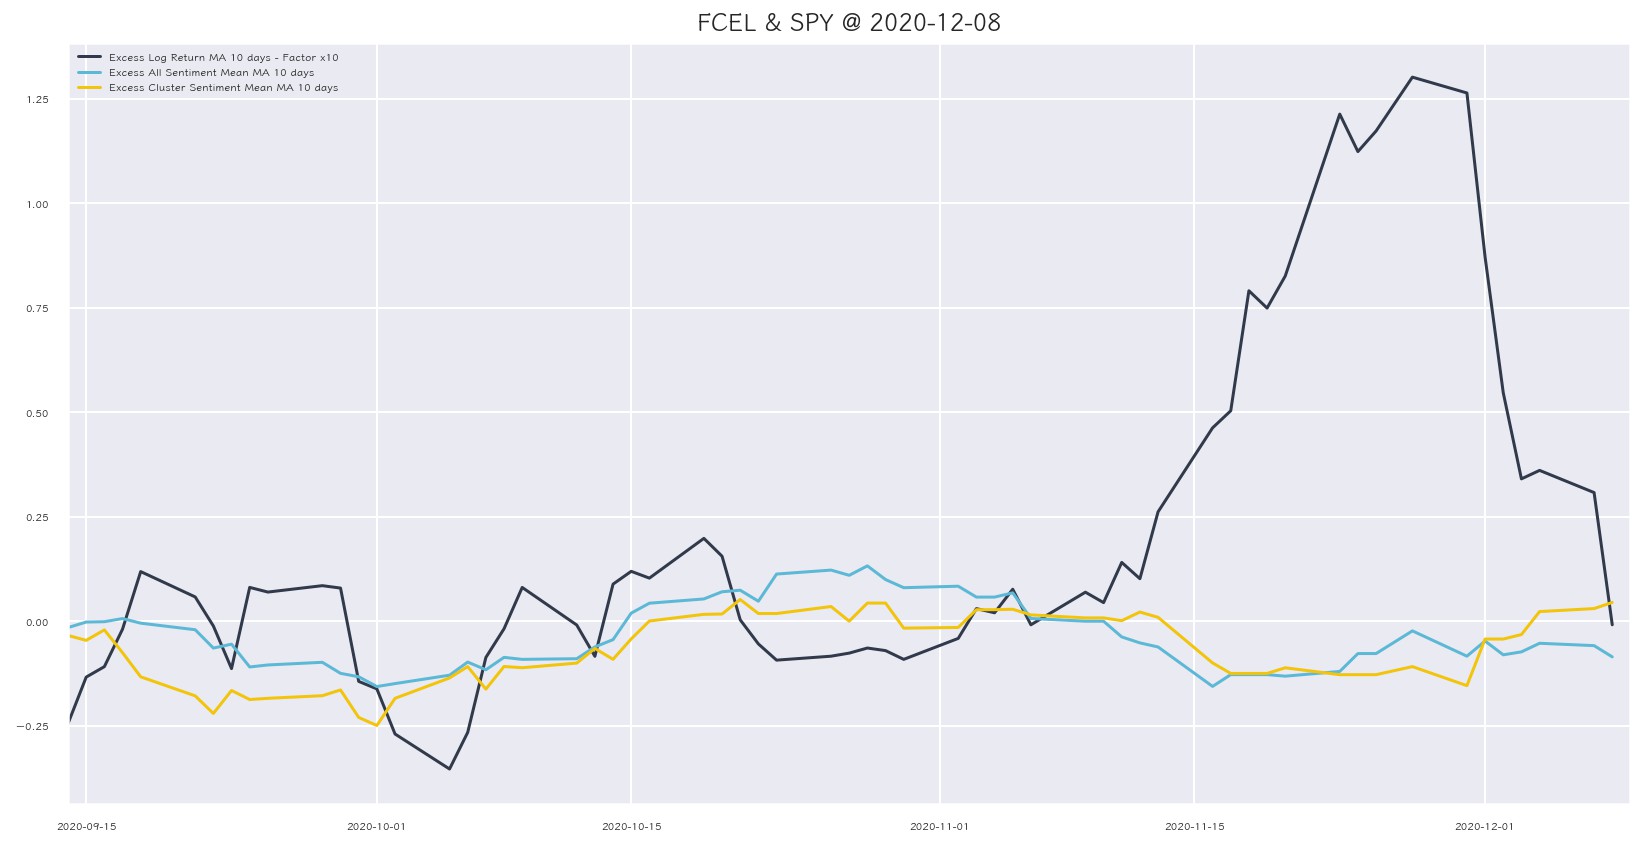 FCEL & SPY @ 2020-12-08
Excess Log Return MA 10 days - Factor x10
Excess All Sentiment Mean MA 10 days
Excess Cluster Sentiment Mean MA 10 days
1.25
1.00
0.75
0.50
0.25
0.00
−0.25
2020-09-15 2020-10-01 2020-10-15 2020-11-01 2020-11-15 2020-12-01